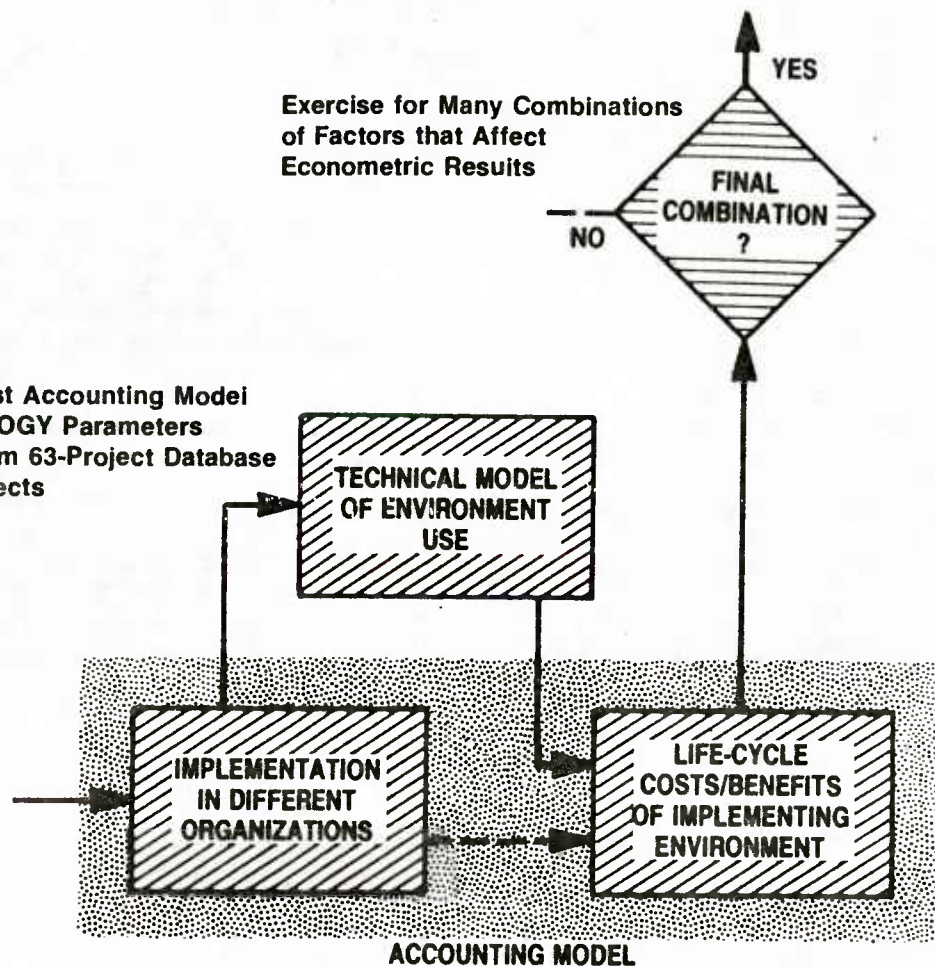 YES
Exercise for Many Combinations
of Factors that Affect
Econometric Results
FINAL
COMBINATION
?
NO
st Accounting Model
OGY Parameters
m 63-Project Database
ects
TECHNICAL MODEL
OF ENVIRONMENT
USE
IMPLEMENTATION
IN DIFFERENT
ORGANIZATIONS
LIFE-CYCLE
COSTS/BENEFITS
OF IMPLEMENTING
ENVIRONMENT
ACCOUNTING MODEL